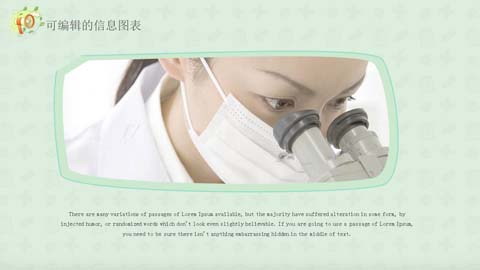 可编辑的信息图表
There are many variations of passages of Lorem Ipsum available, but the majority have suffered alteration in some form, by
injected humor, or randomized words which don't look even slightly believable. If you are going to use a passage of Lorem Ipsum,
you need to be sure there isn't anything embarrassing hidden in the middle of text.